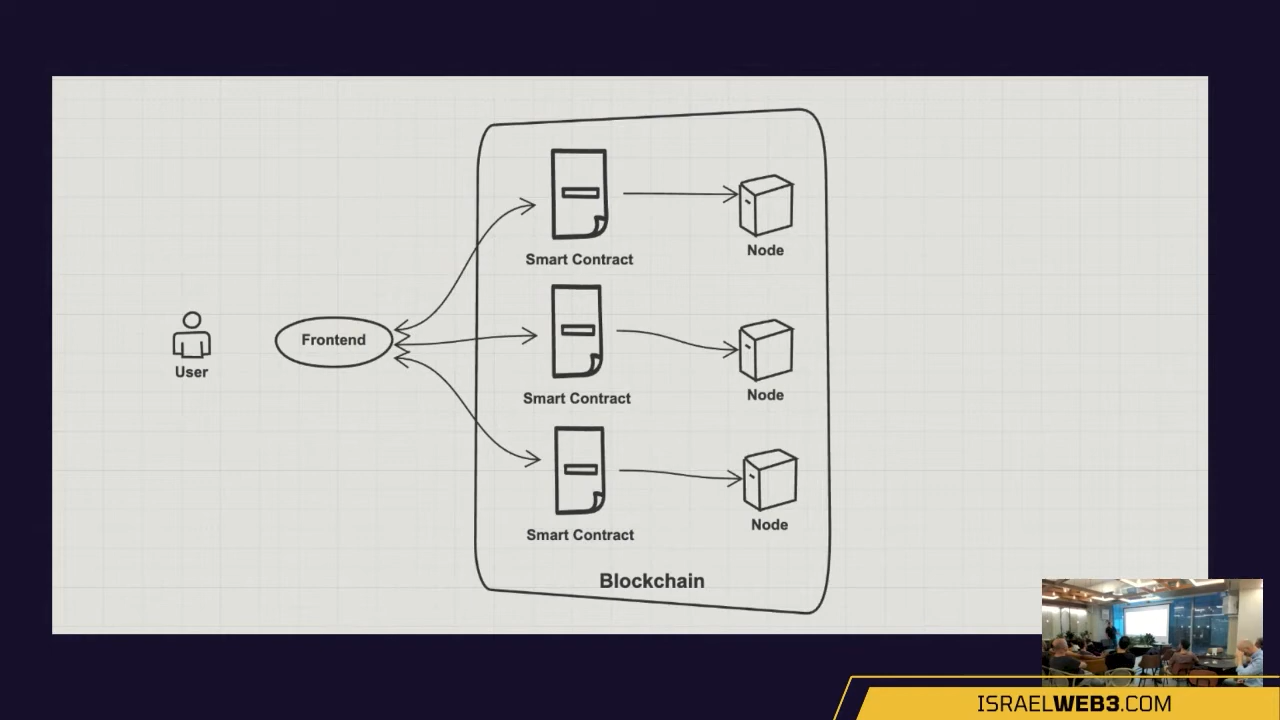 User
Frontend
Smart Contract
Node
Smart Contract
Node
Smart Contract
Node
Blockchain
ISRAELWEB3.COM